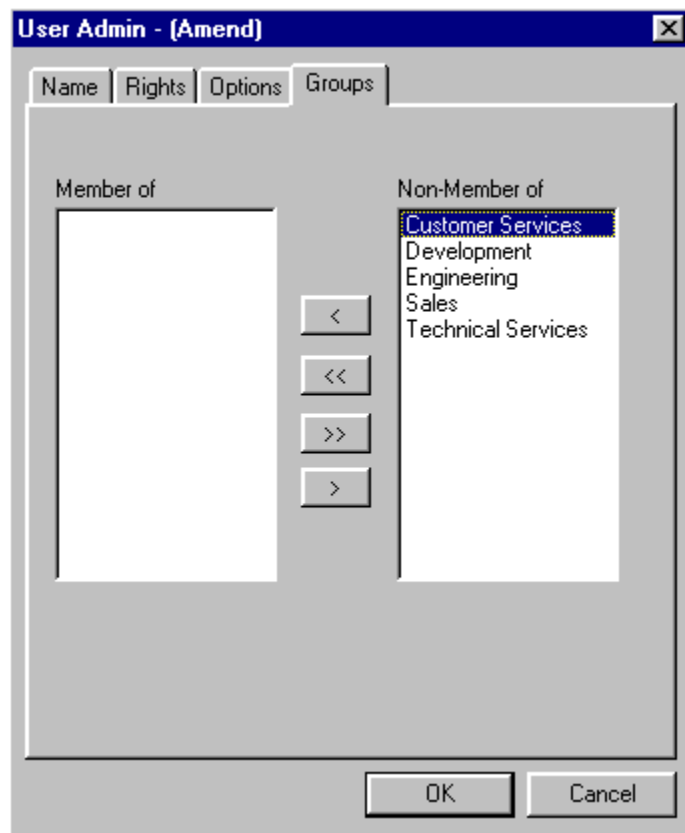 User Admin - (Amend)
Name Rights Options Groups
Member of
Non-Member of
Customer Services
Development
Engineering
Sales
Technical Services
<
<<
>>
>
OK Cancel